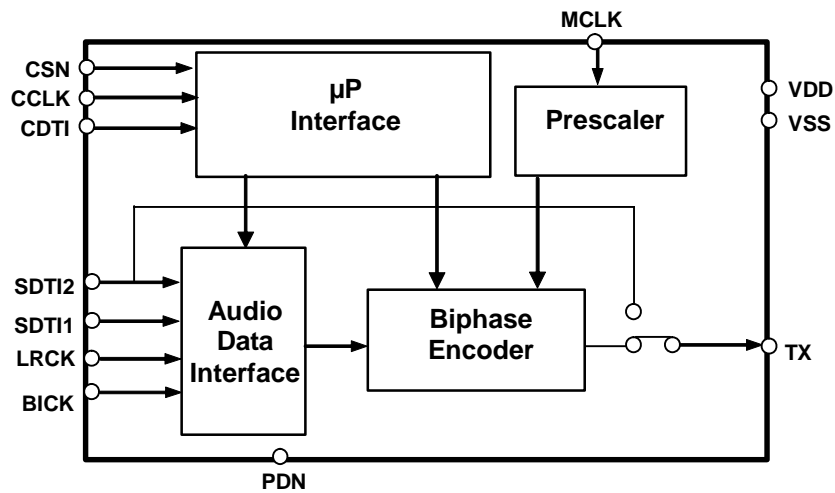 MCLK
CSN
CCLK
CDTI
µP
Interface
Prescaler
VDD
VSS
SDTI2
SDTI1
LRCK
BICK
Audio
Data
Interface
Biphase
Encoder
TX
PDN